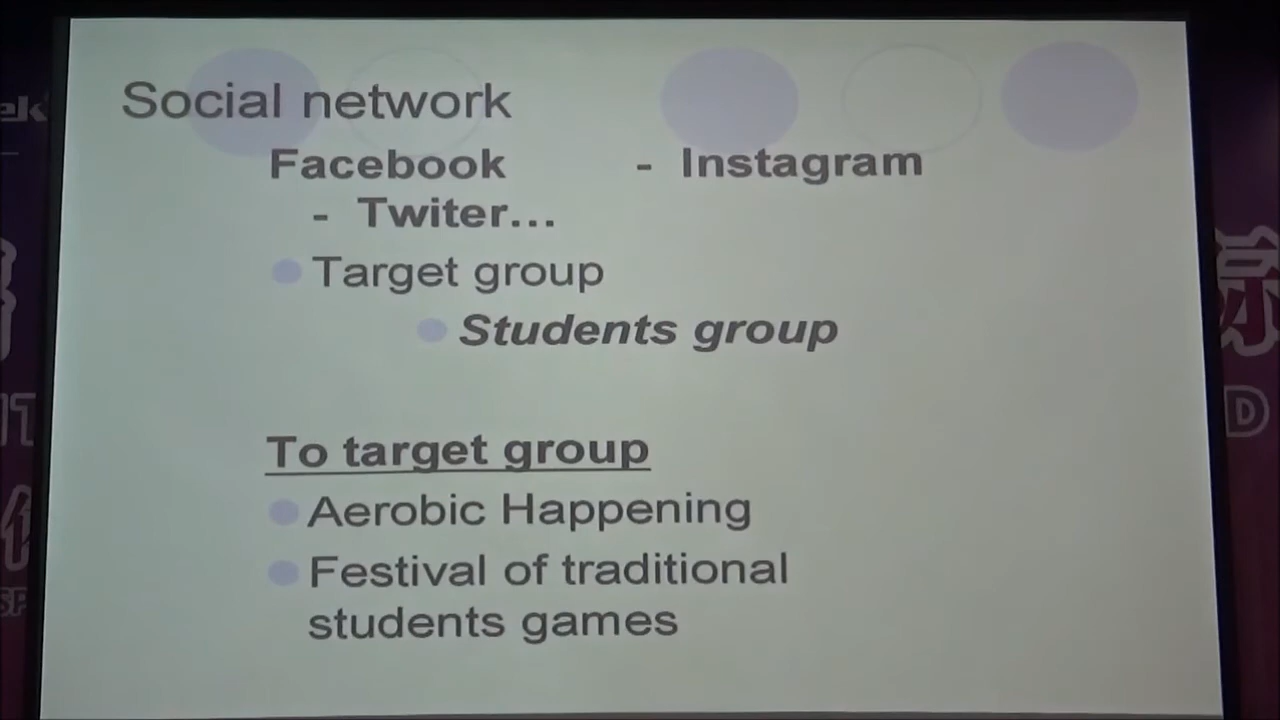 Social network
Facebook - Instagram
- Twiter...
Target group
Students group
To target group
Aerobic Happening
Festival of traditional
students games
D